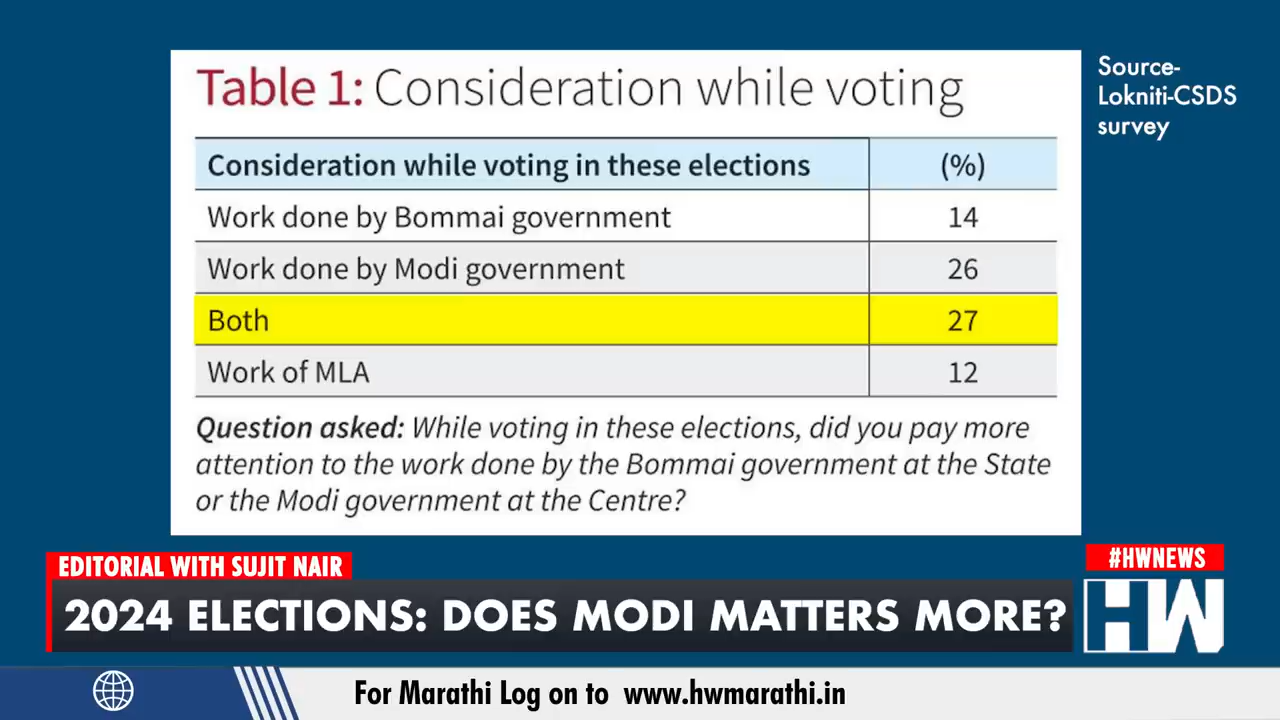 Table 1: Consideration while voting
Source-
Lokniti-CSDS
survey
Consideration while voting in these elections (%)
Work done by Bommai government 14
Work done by Modi government 26
Both 27
Work of MLA 12
Question asked: While voting in these elections, did you pay more
attention to the work done by the Bommai government at the State
or the Modi government at the Centre?
EDITORIAL WITH SUJIT NAIR
#HWNEWS
2024 ELECTIONS: DOES MODI MATTERS MORE?
HW
For Marathi Log on to www.hwmarathi.in